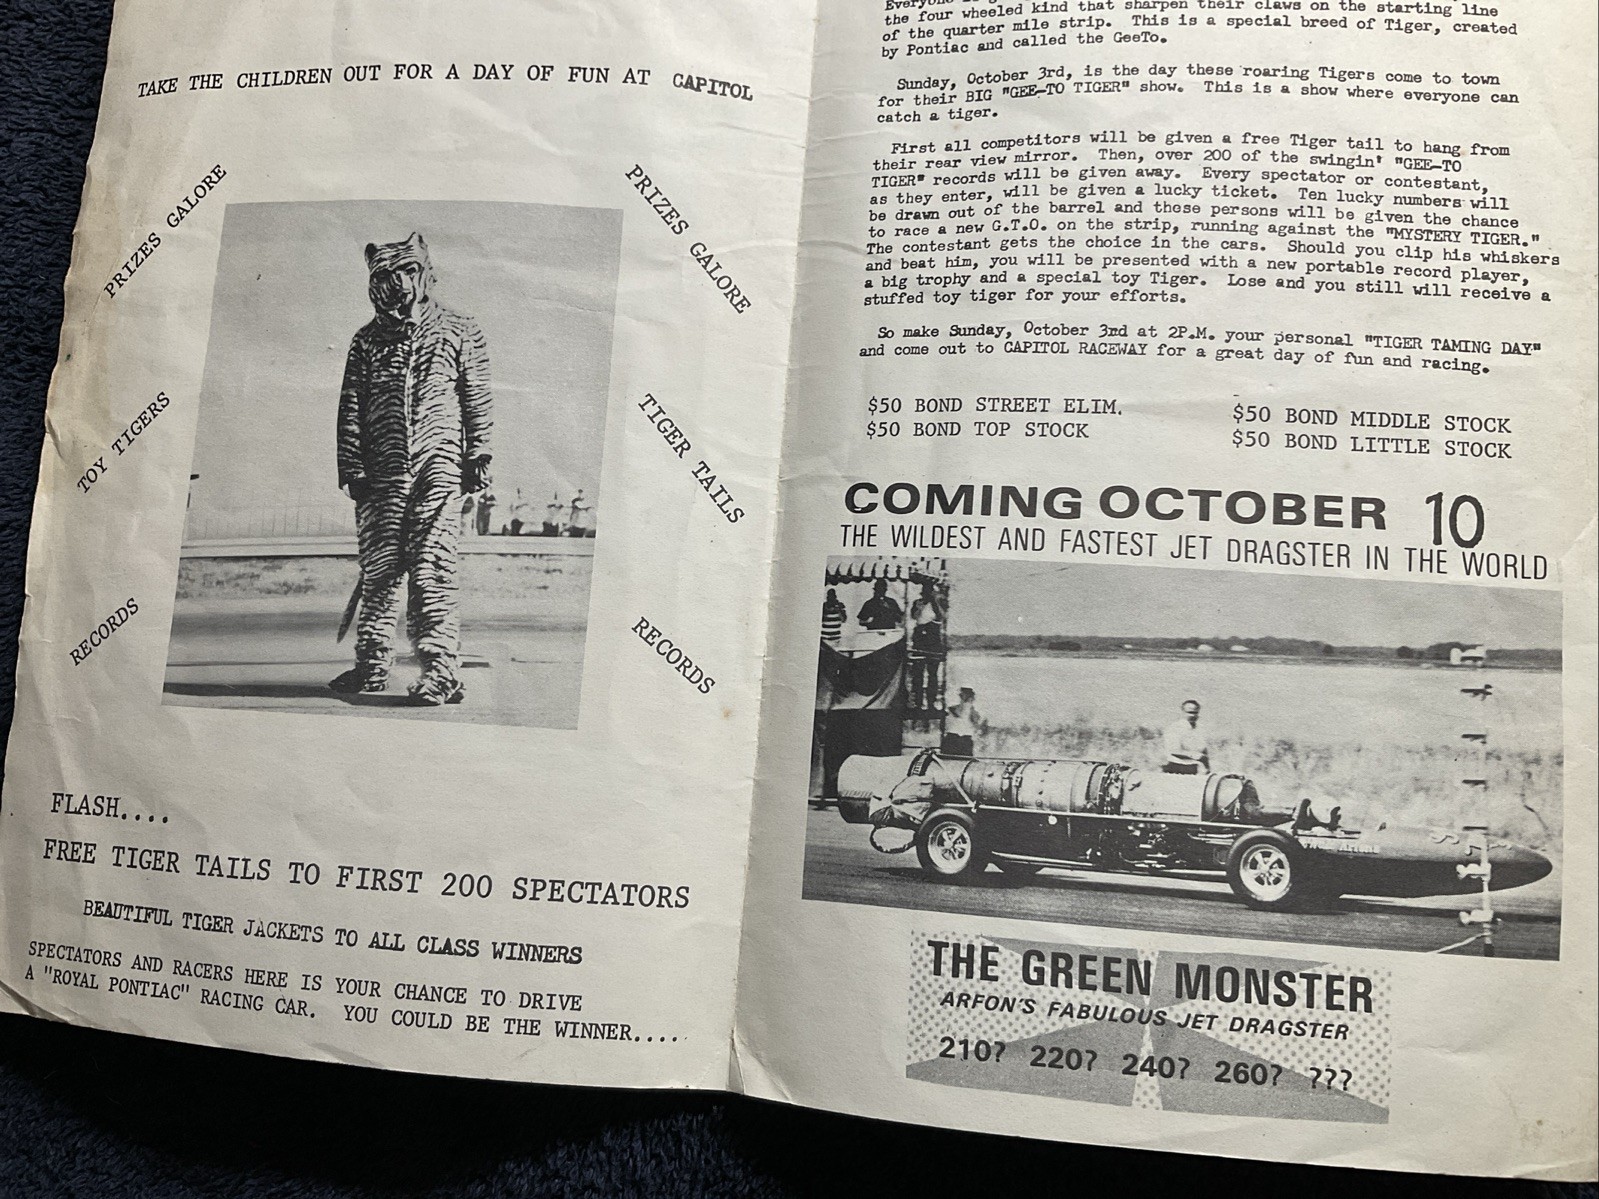 TAKE THE CHILDREN OUT FOR A DAY OF FUN AT CAPITOL
PRIZES GALORE
PRIZES GALORE
TOY TIGERS
TIGER TAILS
RECORDS
RECORDS
FLASH....
FREE TIGER TAILS TO FIRST 200 SPECTATORS
BEAUTIFUL TIGER JACKETS TO ALL CLASS WINNERS
SPECTATORS AND RACERS HERE IS YOUR CHANCE TO DRIVE
A "ROYAL PONTIAC" RACING CAR. YOU COULD BE THE WINNER....
Everyone
the four wheeled kind that sharpen their claws on the starting line
of the quarter mile strip. This is a special breed of Tiger, created
by Pontiac and called the GeeTo.
Sunday, October 3rd, is the day these roaring Tigers come to town
for their BIG "GEE-TO TIGER" show. This is a show where everyone can
catch a tiger.
First all competitors will be given a free Tiger tail to hang from
their rear view mirror. Then, over 200 of the swingin' "GEE-TO
TIGER" records will be given away. Every spectator or contestant,
as they enter, will be given a lucky ticket. Ten lucky numbers will
be drawn out of the barrel and these persons will be given the chance
to race a new G.T.O. on the strip, running against the "MYSTERY TIGER."
The contestant gets the choice in the cars. Should you clip his whiskers
and beat him, you will be presented with a new portable record player,
a big trophy and a special toy Tiger. Lose and you still will receive a
stuffed toy tiger for your efforts.
So make Sunday, October 3rd at 2P.M. your personal "TIGER TAMING DAY"
and come out to CAPITOL RACEWAY for a great day of fun and racing.
$50 BOND STREET ELIM. $50 BOND MIDDLE STOCK
$50 BOND TOP STOCK $50 BOND LITTLE STOCK
COMING OCTOBER 10
THE WILDEST AND FASTEST JET DRAGSTER IN THE WORLD
THE GREEN MONSTER
ARFON'S FABULOUS JET DRAGSTER
210? 220? 240? 260? ???